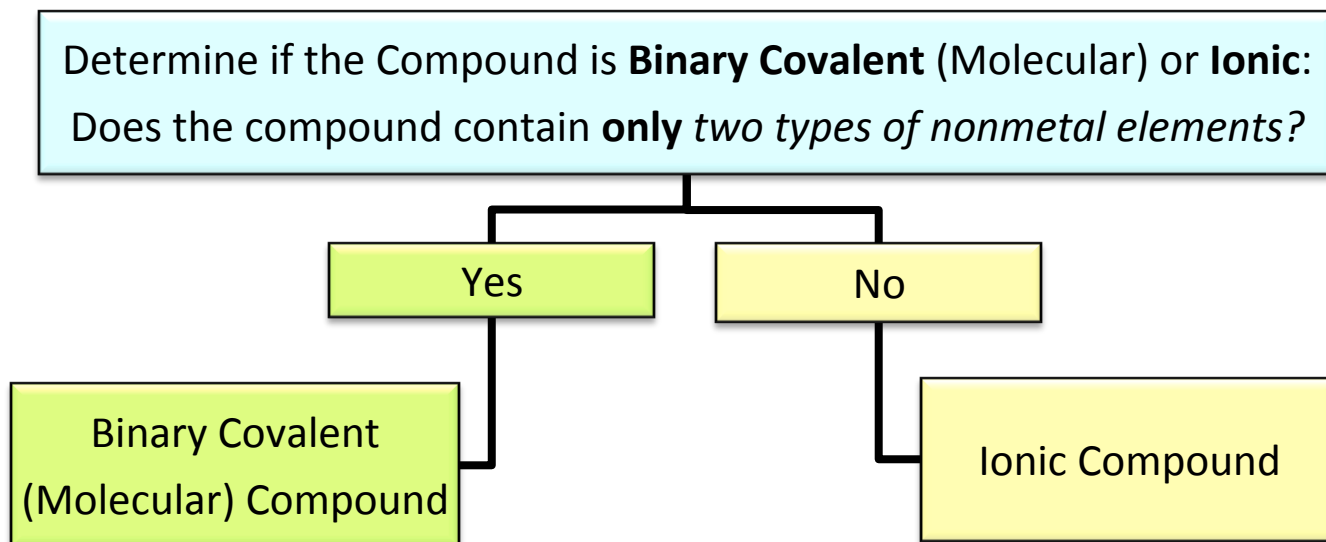 Determine if the Compound is Binary Covalent (Molecular) or Ionic:
Does the compound contain only two types of nonmetal elements?
Yes
No
Binary Covalent
(Molecular) Compound
Ionic Compound